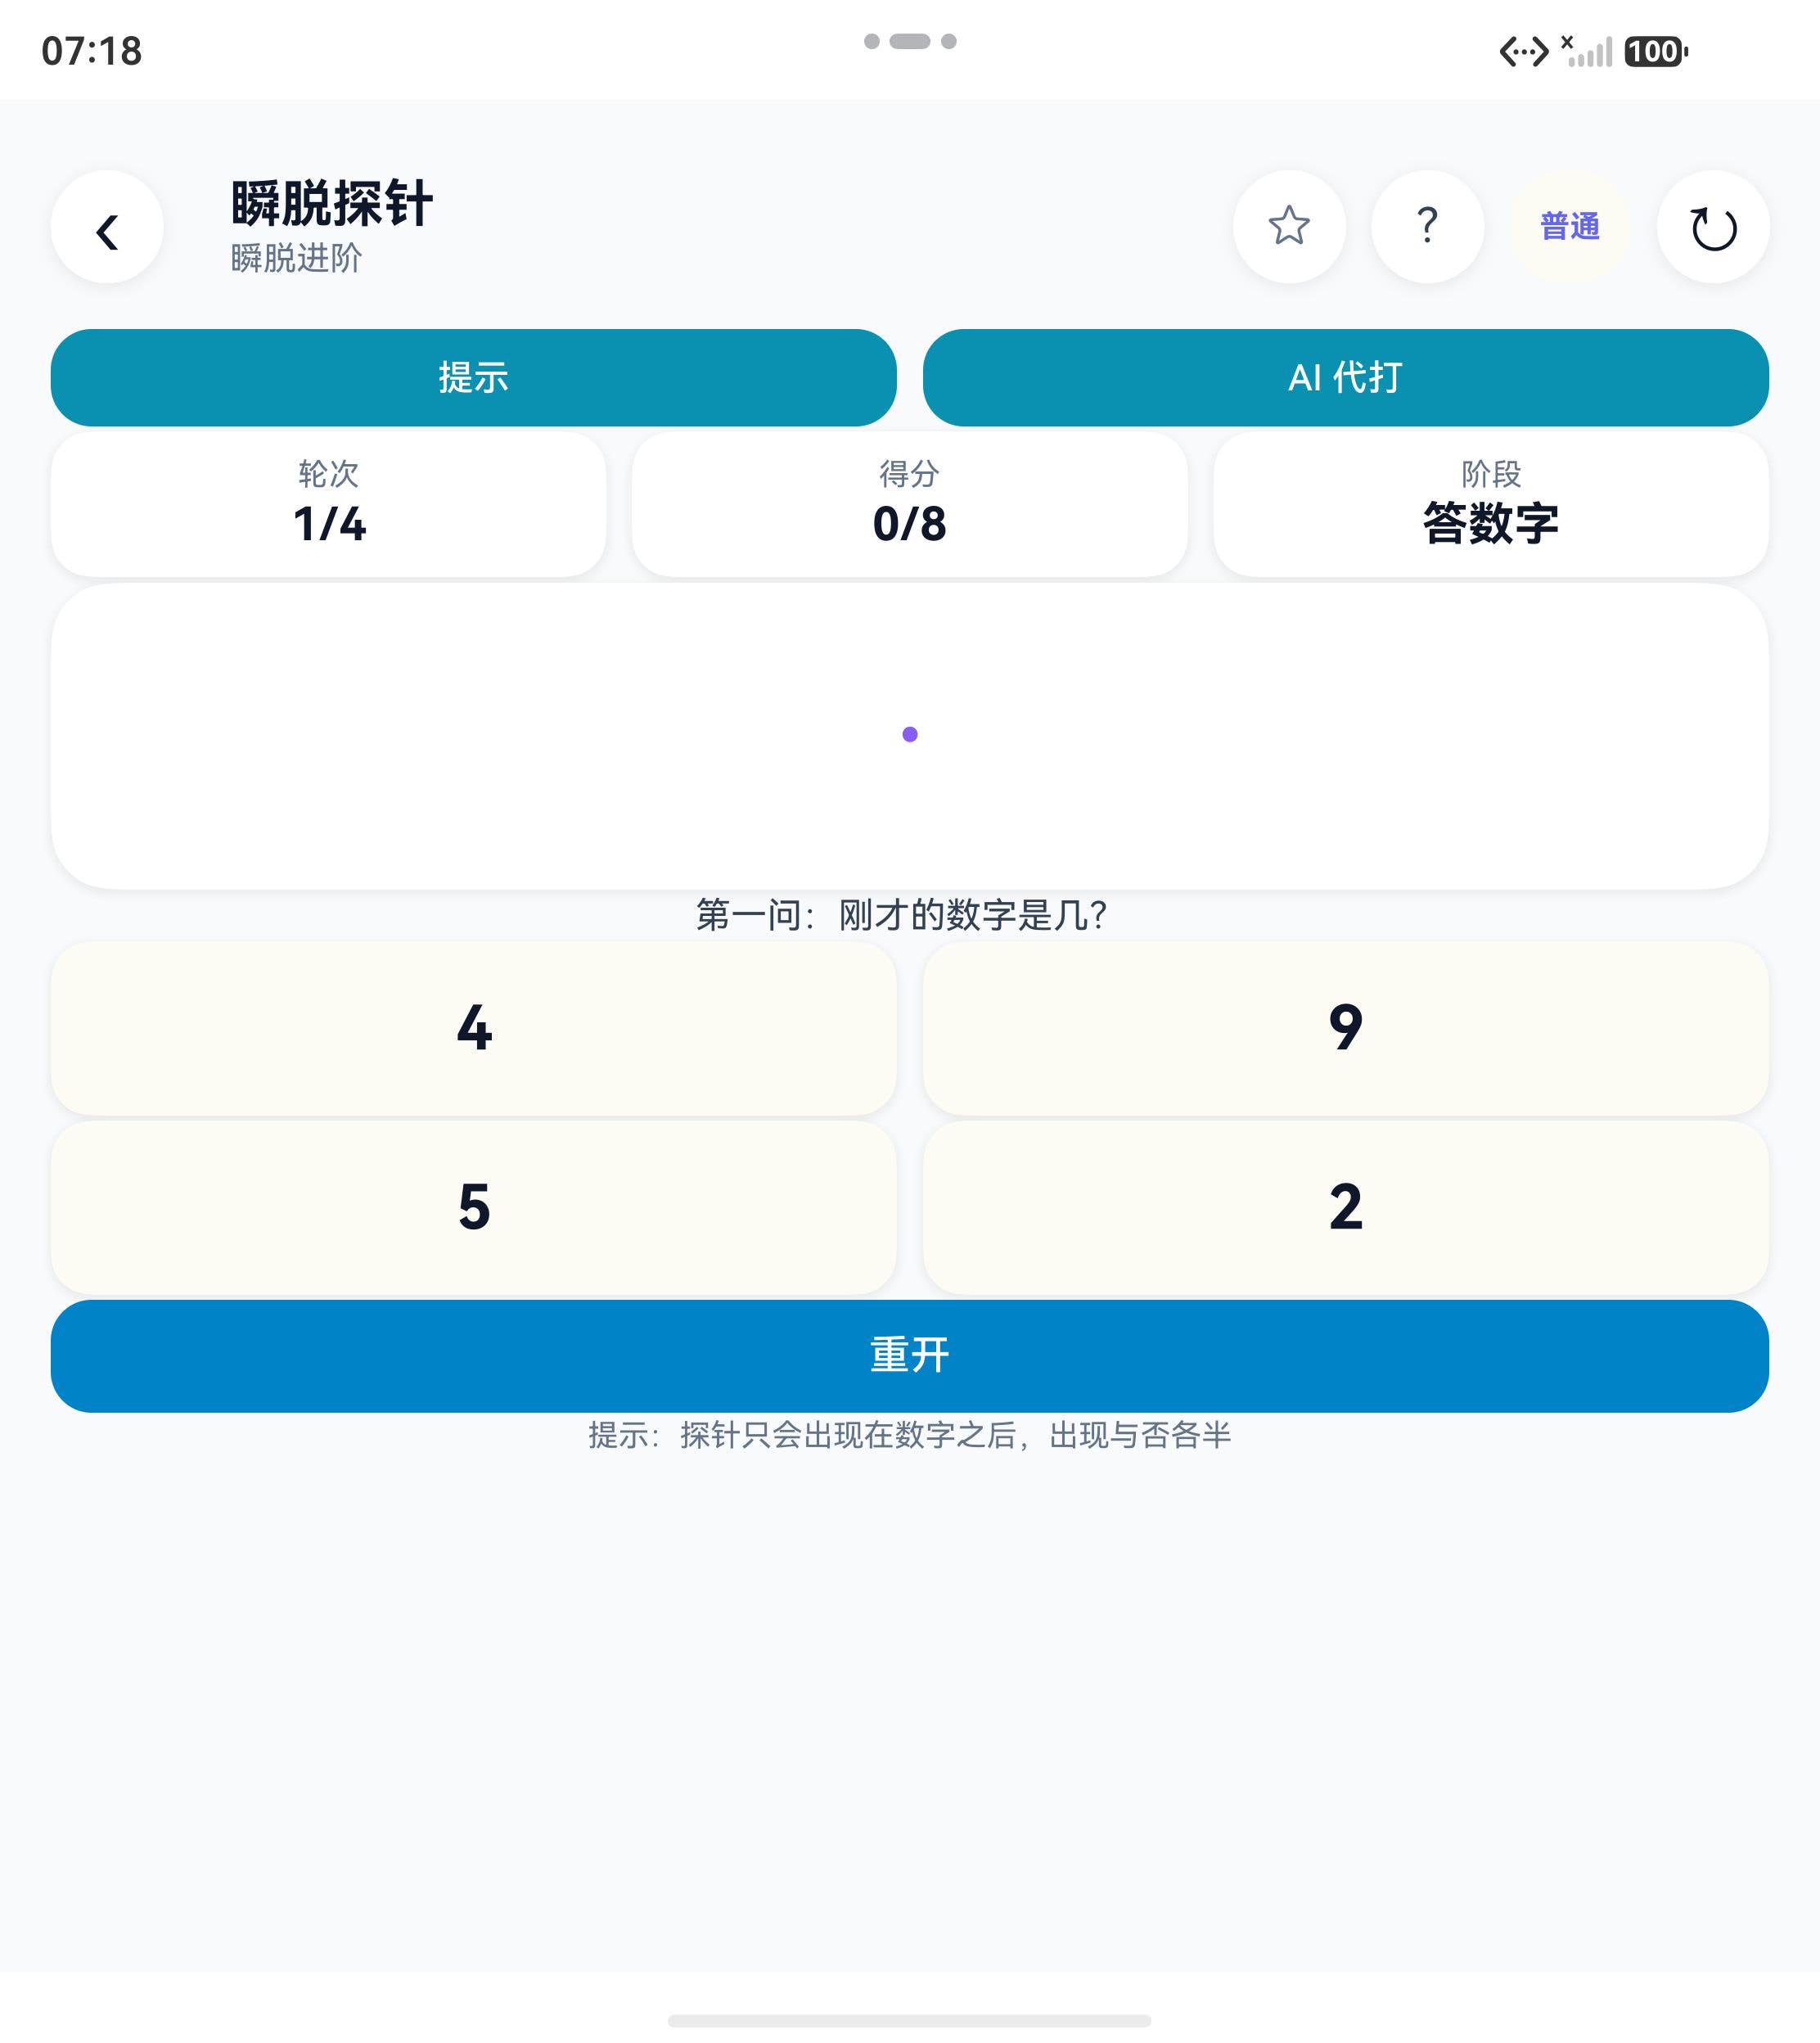 07:18
100
瞬脱探针
瞬脱进阶
?
普通
提示
AI 代打
轮次
1/4
得分
0/8
阶段
答数字
第一问：刚才的数字是几？
4
9
5
2
重开
提示：探针只会出现在数字之后，出现与否各半